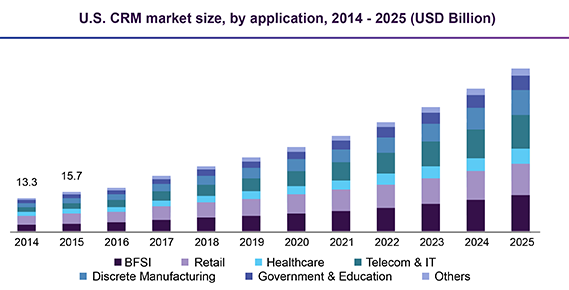 U.S. CRM market size, by application, 2014 - 2025 (USD Billion)
13.3
15.7
2014 2015 2016 2017 2018 2019 2020 2021 2022 2023 2024 2025
BFSI Retail Healthcare Telecom & IT
Discrete Manufacturing Government & Education Others